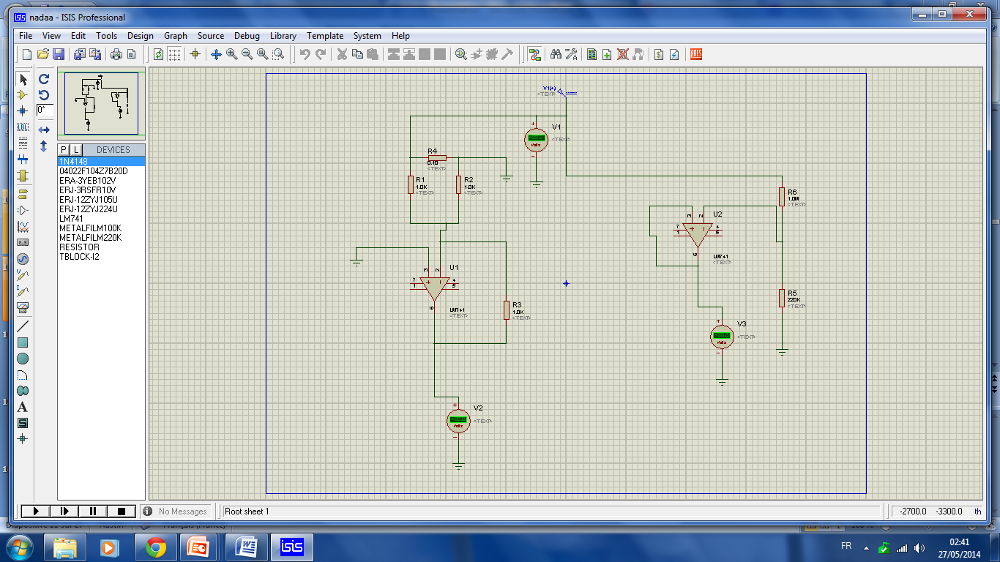 nadaa - ISIS Professional
File View Edit Tools Design Graph Source Debug Library Template System Help
0°
LBL
P L DEVICES
1N4148
04022F104Z7B20D
ERA-3YEB102V
ERJ-3RSFR10V
ERJ-12ZYJ105U
ERJ-12ZYJ224U
LM741
METALFILM100K
METALFILM220K
RESISTOR
TBLOCK-I2
V1(+)
<TEXT>
V1
<TEXT>
Volts
R4
0.10
<TEXT>
R1
1.0K
<TEXT>
R2
1.0K
<TEXT>
R6
1.0M
<TEXT>
U2
3 2
7 4
1 5
6
LM741
<TEXT>
U1
3 2
7 4
1 5
6
LM741
<TEXT>
R3
1.0K
<TEXT>
R5
220K
<TEXT>
V3
<TEXT>
Volts
V2
<TEXT>
Volts
No Messages
Root sheet 1
-2700.0 -3300.0 th
isis
FR
02:41
27/05/2014